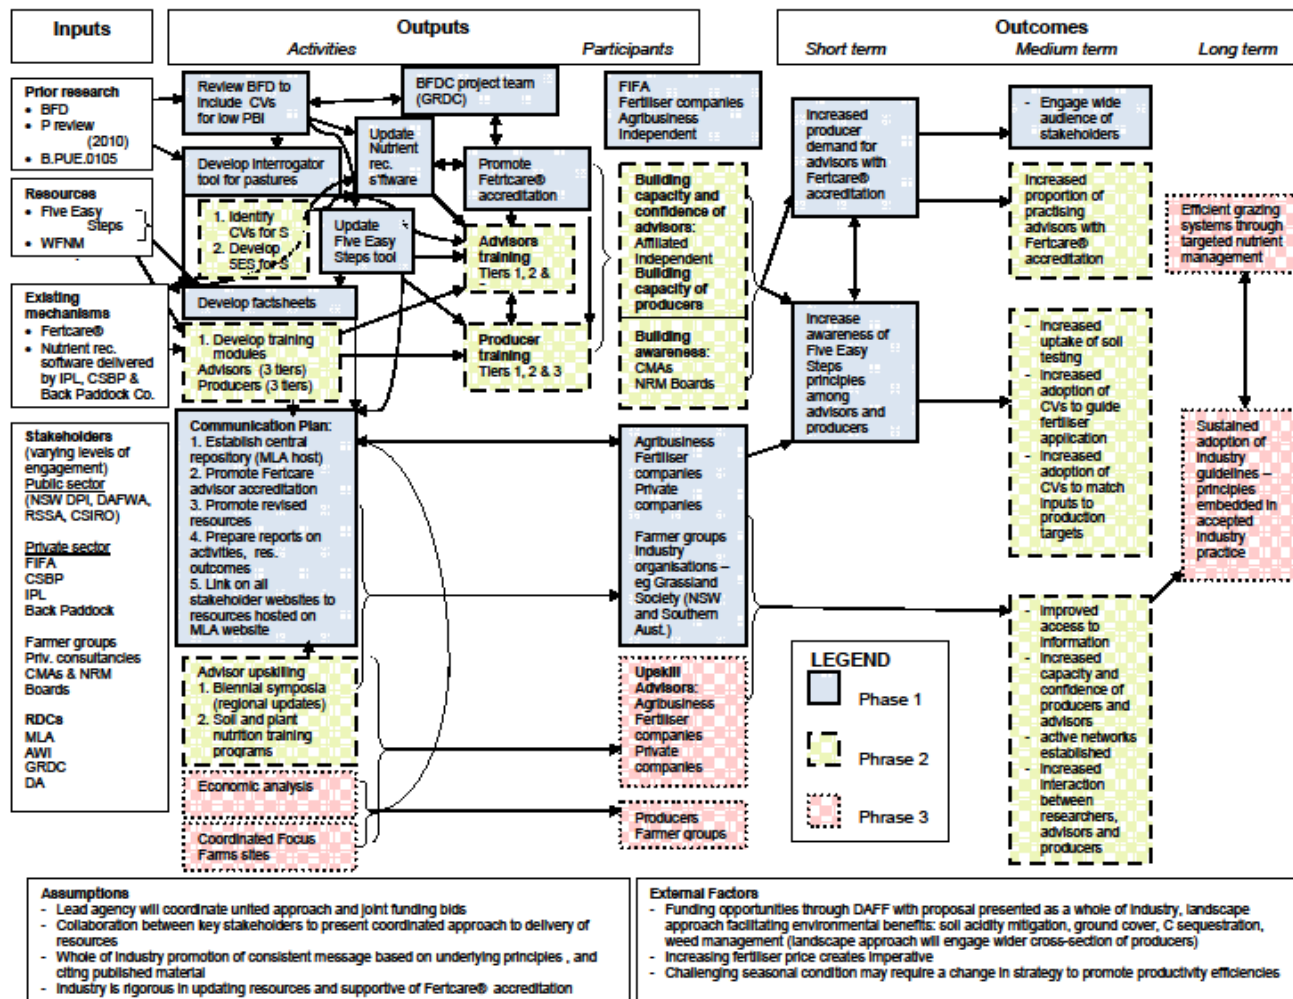 Inputs
Outputs
Activities
Participants
Outcomes
Short term
Medium term
Long term
Prior research
• BFD
• P review
(2010)
• B.PUE.0105
Resources
• Five Easy
Steps
• WFNM
Existing
mechanisms
• Fertcare®
• Nutrient rec.
software delivered
by IPL, CSBP &
Back Paddock Co.
Stakeholders
(varying levels of
engagement)
Public sector
(NSW DPI, DAFWA,
RSSA, CSIRO)
Private sector
FIFA
CSBP
IPL
Back Paddock
Farmer groups
Priv. consultancies
CMAs & NRM
Boards
RDCs
MLA
AWI
GRDC
DA
Review BFD to
include CVs
for low PBI
BFDC project team
(GRDC)
Update
Nutrient
rec.
s'ftware
Develop Interrogator
tool for pastures
Promote
Fetrtcare®
accreditation
1. Identify
CVs for S
2. Develop
SES for S
Update
Five Easy
Steps tool
Advisors
training
Tiers 1, 2 &
Develop factsheets
1. Develop training
modules
Advisors (3 tiers)
Producers (3 tiers)
Producer
training
Tiers 1, 2 & 3
Communication Plan:
1. Establish central
repository (MLA host)
2. Promote Fertcare
advisor accreditation
3. Promote revised
resources
4. Prepare reports on
activities, res.
outcomes
5. Link on all
stakeholder websites to
resources hosted on
MLA website
Advisor upskilling
1. Biennial symposia
(regional updates)
2. Soil and plant
nutrition training
programs
Economic analysis
Coordinated Focus
Farms sites
FIFA
Fertiliser companies
Agribusiness
Independent
Building
capacity and
confidence of
advisors:
Affiliated
Independent
Building
capacity of
producers
Building
awareness:
CMAs
NRM Boards
Agribusiness
Fertiliser
companies
Private
companies
Farmer groups
Industry
organisations –
eg Grassland
Society (NSW
and Southern
Aust.)
Upskill
Advisors:
Agribusiness
Fertiliser
companies
Private
companies
Producers
Farmer groups
Increased
producer
demand for
advisors with
Fertcare®
accreditation
Increase
awareness of
Five Easy
Steps
principles
among
advisors and
producers
- Engage wide
audience of
stakeholders
Increased
proportion of
practising
advisors with
Fertcare®
accreditation
- Increased
uptake of soil
testing
- Increased
adoption of
CVs to guide
fertiliser
application
- Increased
adoption of
CVs to match
inputs to
production
targets
- Improved
access to
information
- Increased
capacity and
confidence of
producers and
advisors
- active networks
established
- Increased
interaction
between
researchers,
advisors and
producers
Efficient grazing
systems through
targeted nutrient
management
Sustained
adoption of
industry
guidelines –
principles
embedded in
accepted
industry
practice
LEGEND
Phase 1
Phrase 2
Phrase 3
Assumptions
- Lead agency will coordinate united approach and joint funding bids
- Collaboration between key stakeholders to present coordinated approach to delivery of
resources
- Whole of industry promotion of consistent message based on underlying principles , and
citing published material
- Industry is rigorous in updating resources and supportive of Fertcare® accreditation
External Factors
- Funding opportunities through DAFF with proposal presented as a whole of industry, landscape
approach facilitating environmental benefits: soil acidity mitigation, ground cover, C sequestration,
weed management (landscape approach will engage wider cross-section of producers)
- Increasing fertiliser price creates imperative
- Challenging seasonal condition may require a change in strategy to promote productivity efficiencies